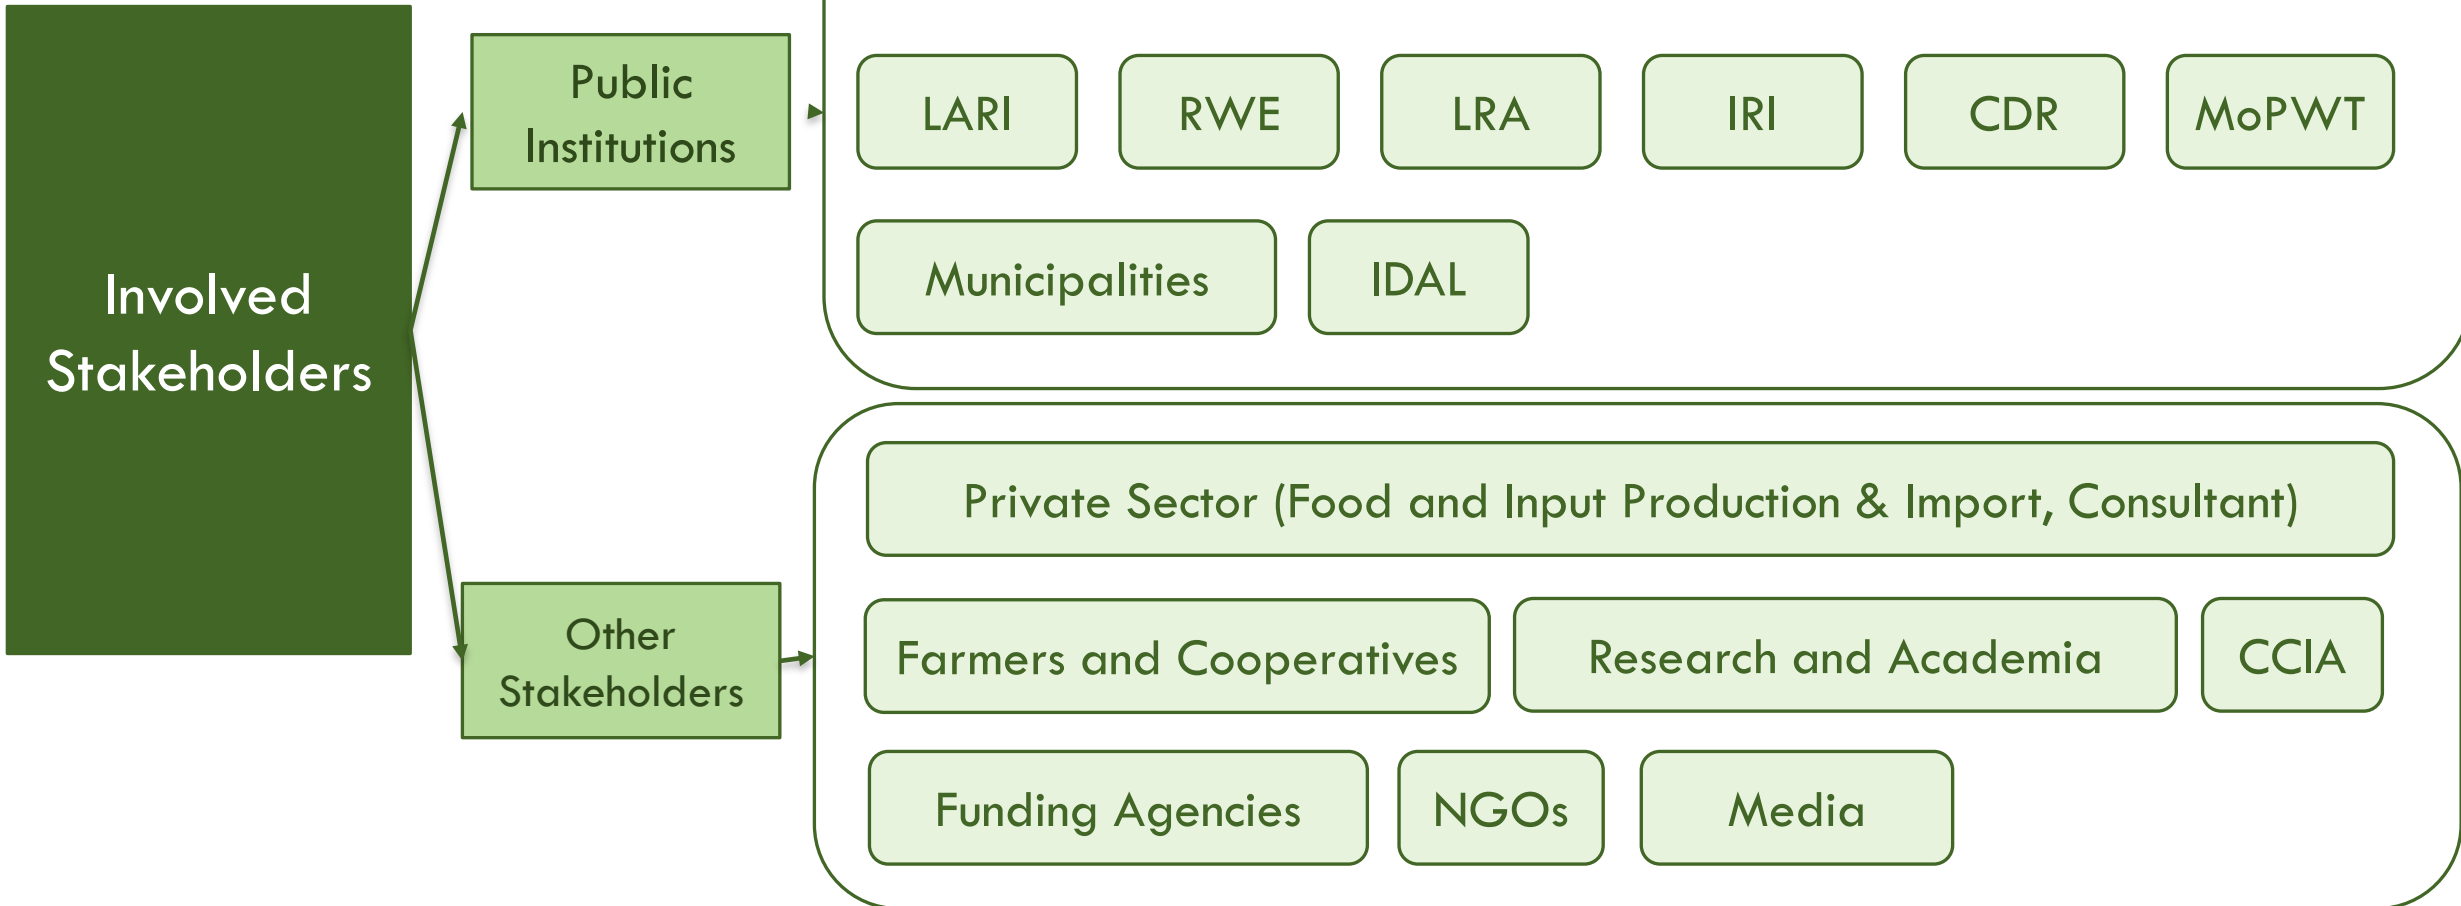 Involved
Stakeholders
Public
Institutions
LARI
RWE
LRA
IRI
CDR
MoPWT
Municipalities
IDAL
Other
Stakeholders
Private Sector (Food and Input Production & Import, Consultant)
Farmers and Cooperatives
Research and Academia
CCIA
Funding Agencies
NGOs
Media